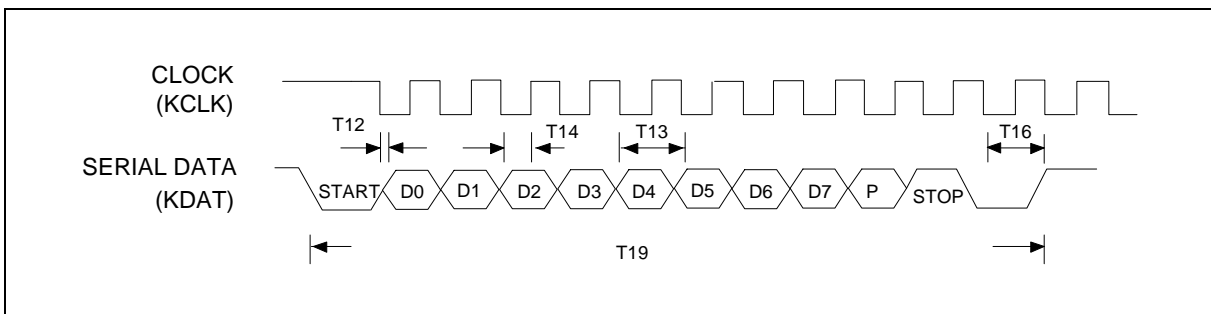 CLOCK
(KCLK)
T12
T14
T13
T16
SERIAL DATA
(KDAT)
START
D0
D1
D2
D3
D4
D5
D6
D7
P
STOP
T19